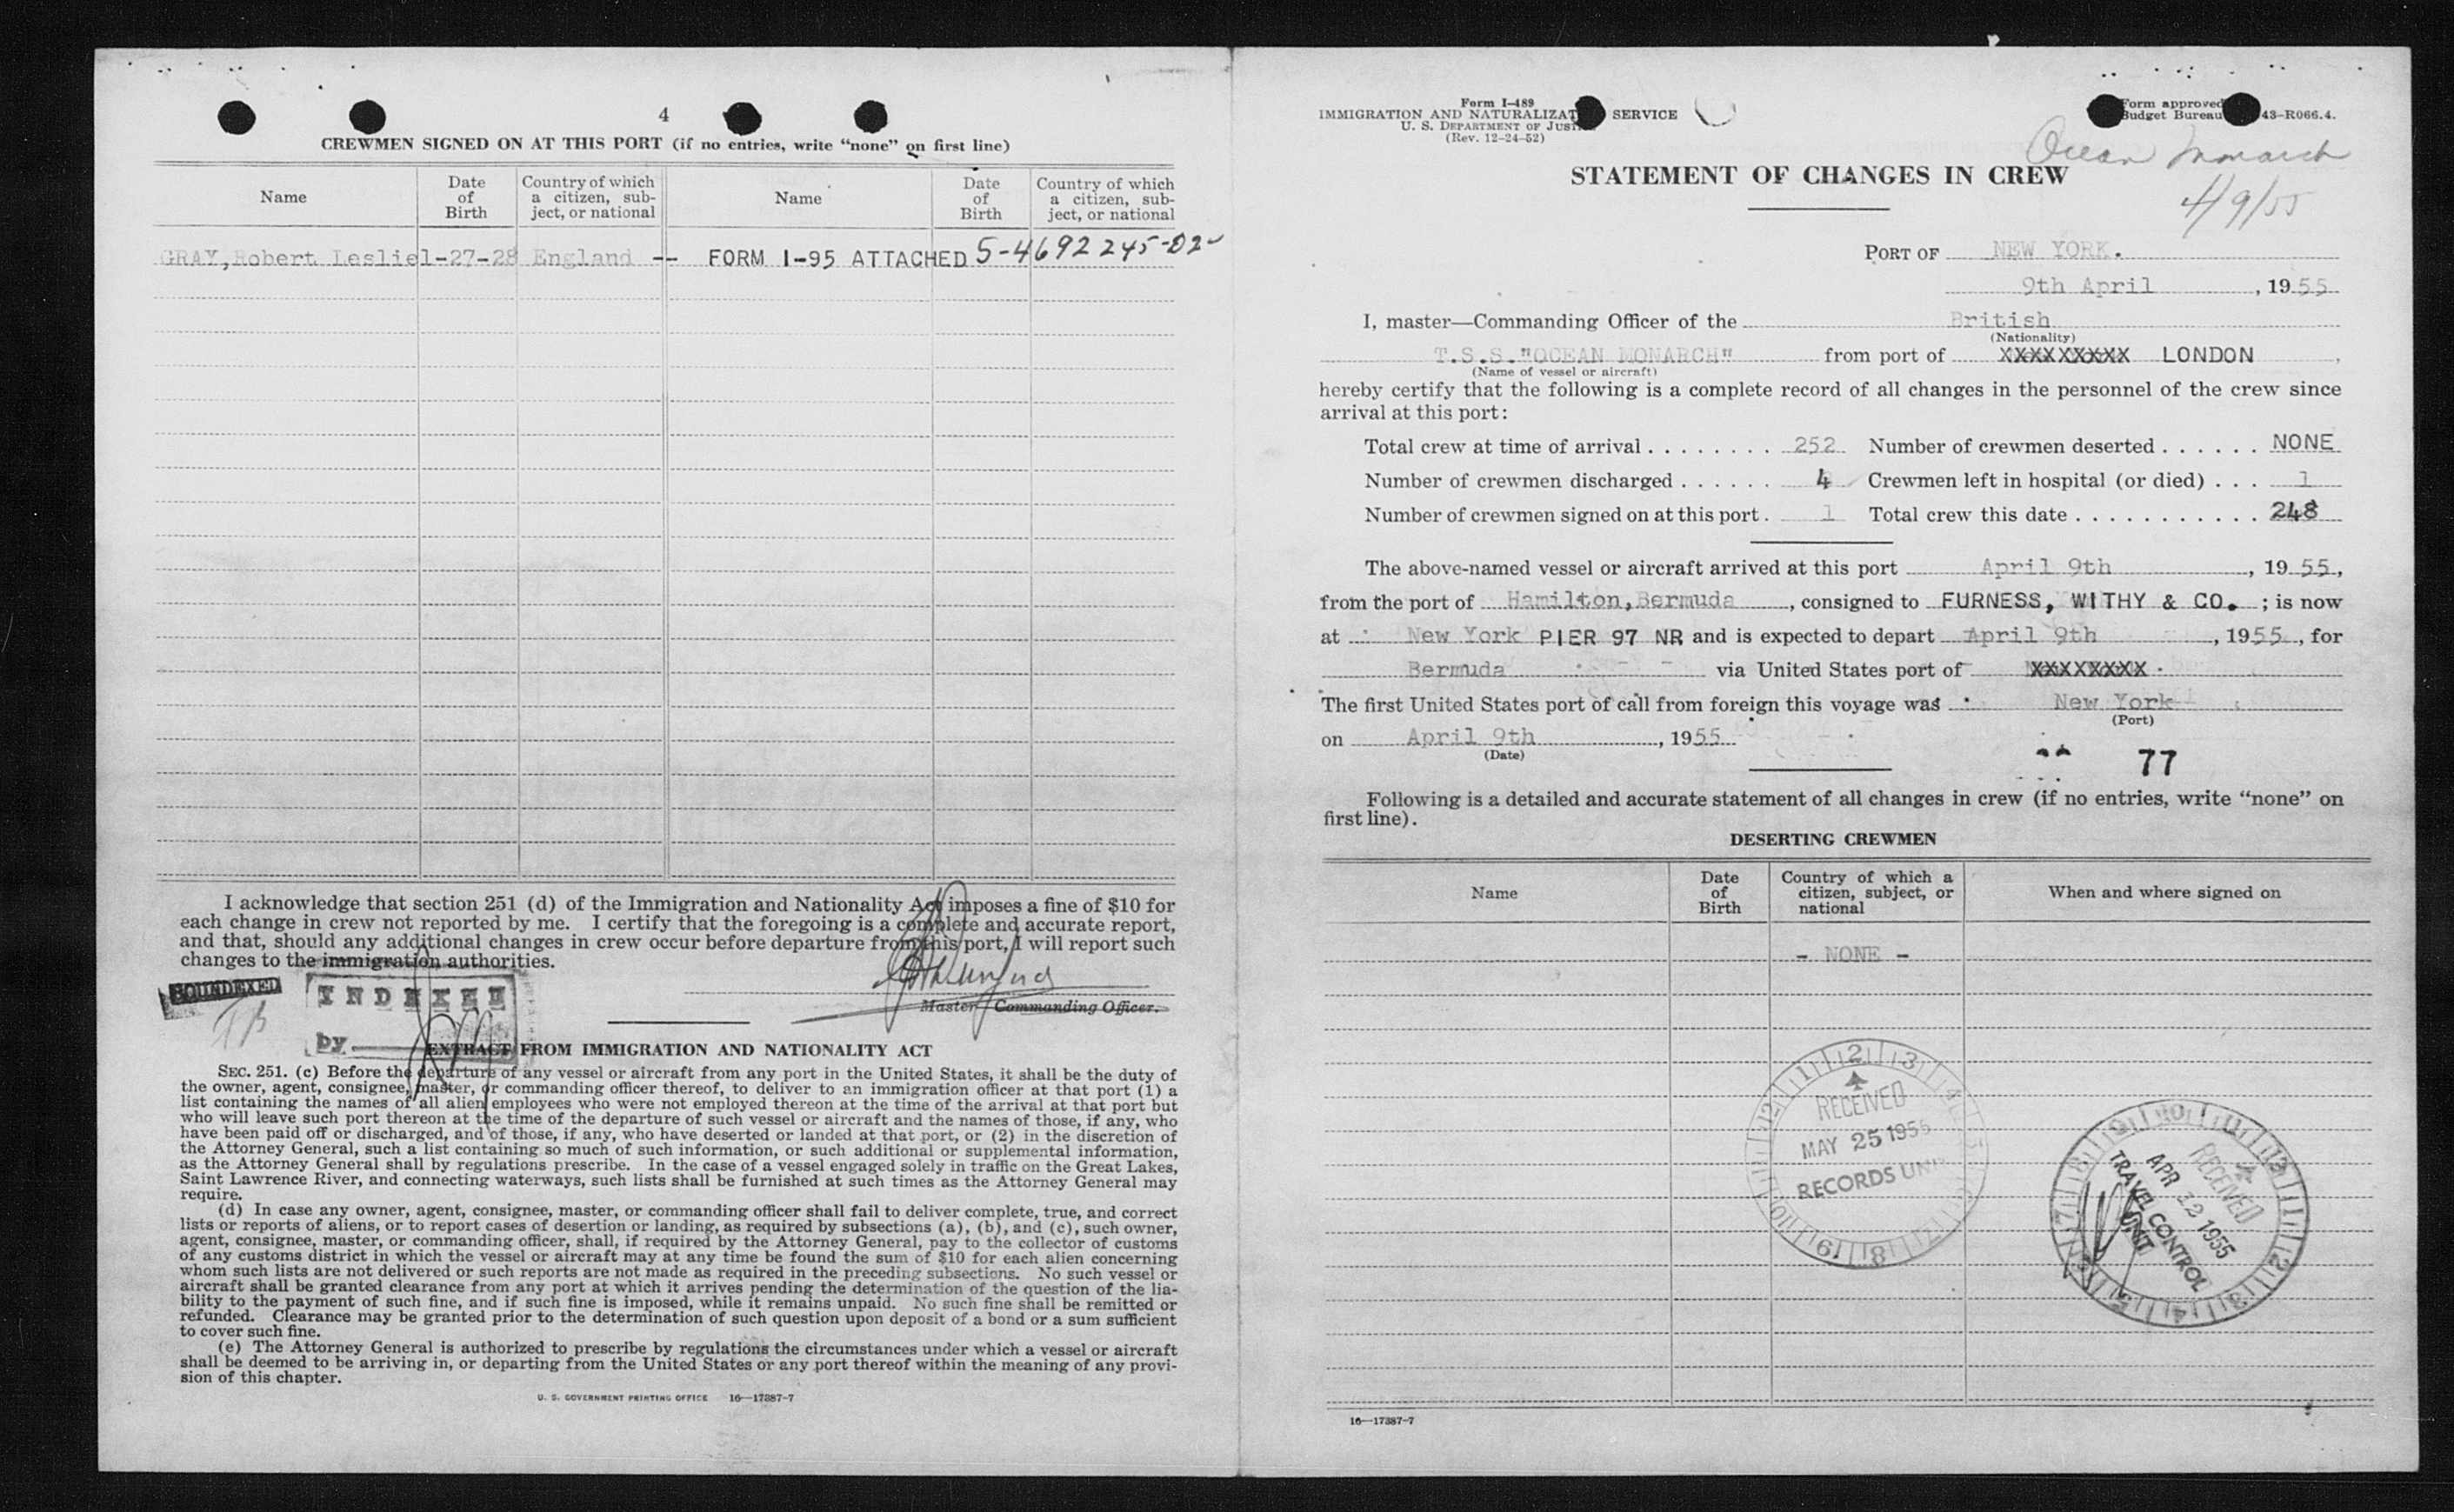 4
CREWMEN SIGNED ON AT THIS PORT (if no entries, write “none” on first line)
Name
Date of Birth
Country of which a citizen, subject, or national
Name
Date of Birth
Country of which a citizen, subject, or national
GRAY, Robert Leslie 1-27-28 England -- FORM I-95 ATTACHED 5-4692245-D2
I acknowledge that section 251 (d) of the Immigration and Nationality Act imposes a fine of $10 for
each change in crew not reported by me. I certify that the foregoing is a complete and accurate report,
and that, should any additional changes in crew occur before departure from this port, I will report such
changes to the immigration authorities.
SOUNDEXED
INDEXED
by
Master, Commanding Officer.
EXTRACT FROM IMMIGRATION AND NATIONALITY ACT
SEC. 251. (c) Before the departure of any vessel or aircraft from any port in the United States, it shall be the duty of
the owner, agent, consignee, master, or commanding officer thereof, to deliver to an immigration officer at that port (1) a
list containing the names of all alien employees who were not employed thereon at the time of the arrival at that port but
who will leave such port thereon at the time of the departure of such vessel or aircraft and the names of those, if any, who
have been paid off or discharged, and of those, if any, who have deserted or landed at that port, or (2) in the discretion of
the Attorney General, such a list containing so much of such information, or such additional or supplemental information,
as the Attorney General shall by regulations prescribe. In the case of a vessel engaged solely in traffic on the Great Lakes,
Saint Lawrence River, and connecting waterways, such lists shall be furnished at such times as the Attorney General may
require.
(d) In case any owner, agent, consignee, master, or commanding officer shall fail to deliver complete, true, and correct
lists or reports of aliens, or to report cases of desertion or landing, as required by subsections (a), (b), and (c), such owner,
agent, consignee, master, or commanding officer, shall, if required by the Attorney General, pay to the collector of customs
of any customs district in which the vessel or aircraft may at any time be found the sum of $10 for each alien concerning
whom such lists are not delivered or such reports are not made as required in the preceding subsections. No such vessel or
aircraft shall be granted clearance from any port at which it arrives pending the determination of the question of the lia-
bility to the payment of such fine, and if such fine is imposed, while it remains unpaid. No such fine shall be remitted or
refunded. Clearance may be granted prior to the determination of such question upon deposit of a bond or a sum sufficient
to cover such fine.
(e) The Attorney General is authorized to prescribe by regulations the circumstances under which a vessel or aircraft
shall be deemed to be arriving in, or departing from the United States or any port thereof within the meaning of any provi-
sion of this chapter.
U. S. GOVERNMENT PRINTING OFFICE 16—17387-7
Form I-489
IMMIGRATION AND NATURALIZAT SERVICE
U. S. DEPARTMENT OF JUST
(Rev. 12-24-52)
Form approved
Budget Bureau 43-R066.4.
Ocean Monarch
4/9/55
STATEMENT OF CHANGES IN CREW
PORT OF NEW YORK.
9th April, 1955
I, master—Commanding Officer of the British
(Nationality)
T.S.S."OCEAN MONARCH" from port of XXXXXXXXX LONDON
(Name of vessel or aircraft)
hereby certify that the following is a complete record of all changes in the personnel of the crew since
arrival at this port:
Total crew at time of arrival . . . . . . . . 252 Number of crewmen deserted . . . . . . NONE
Number of crewmen discharged . . . . . . 4 Crewmen left in hospital (or died) . . . 1
Number of crewmen signed on at this port . 1 Total crew this date . . . . . . . . . . . 248
The above-named vessel or aircraft arrived at this port April 9th, 1955,
from the port of Hamilton, Bermuda, consigned to FURNESS, WITHY & CO. ; is now
at New York PIER 97 NR and is expected to depart April 9th, 1955, for
Bermuda via United States port of XXXXXXXX
The first United States port of call from foreign this voyage was New York
(Port)
on April 9th, 1955
(Date)
77
Following is a detailed and accurate statement of all changes in crew (if no entries, write “none” on
first line).
DESERTING CREWMEN
Name
Date of Birth
Country of which a citizen, subject, or national
When and where signed on
- NONE -
RECEIVED
MAY 25 1955
RECORDS UNIT
RECEIVED
APR 12 1955
TRAVEL CONTROL
UNIT
16—17387-7